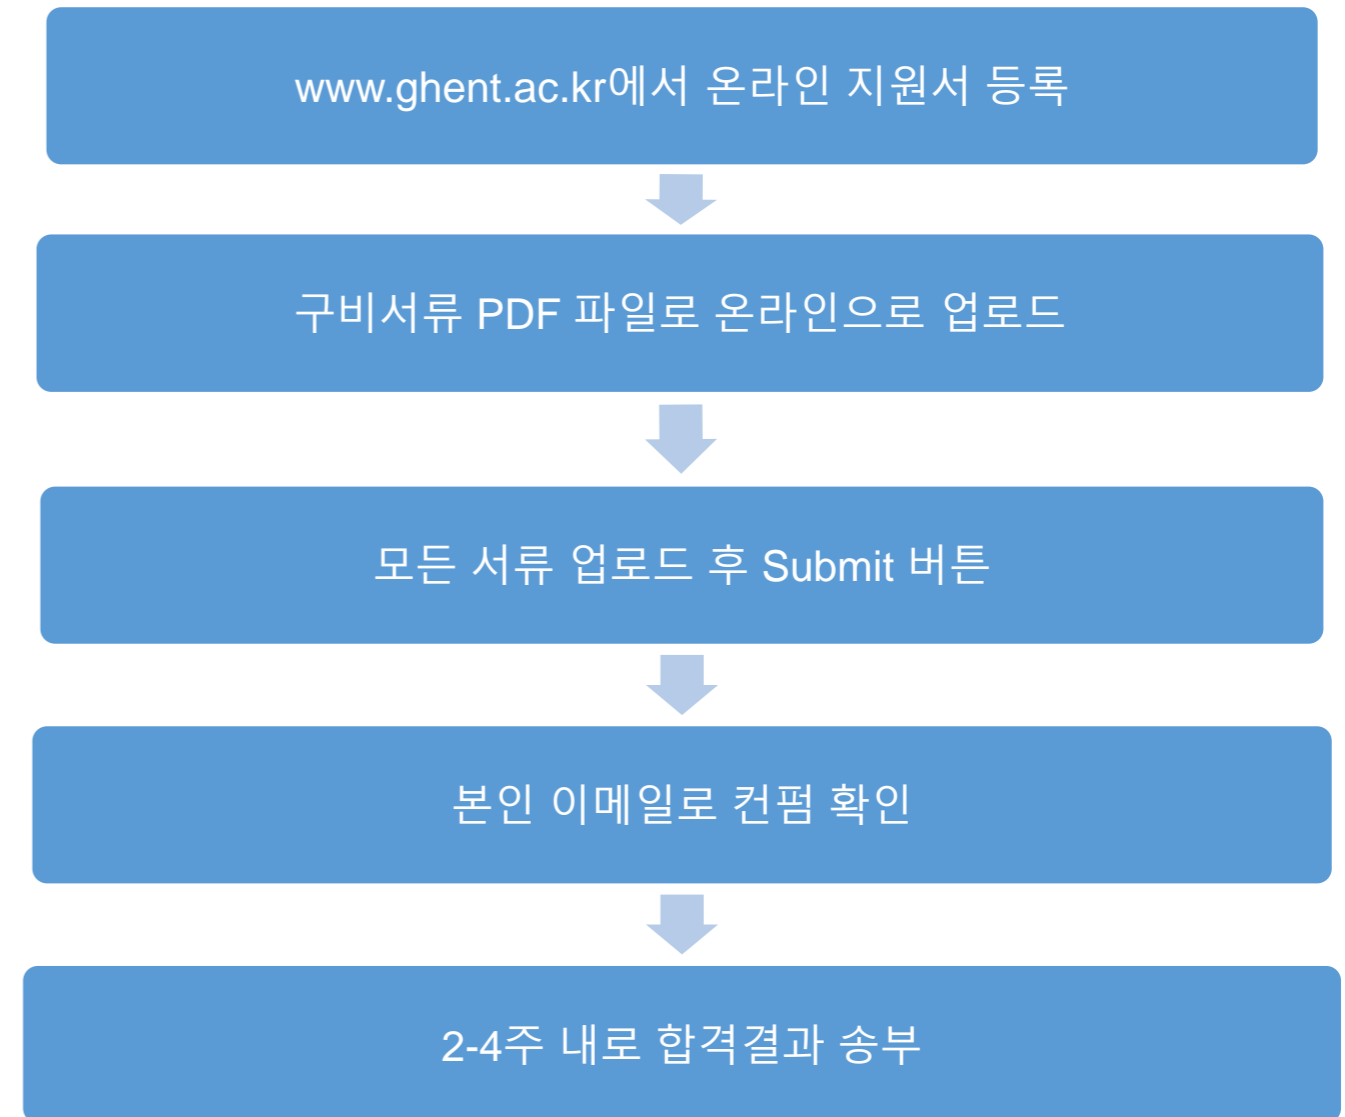 www.ghent.ac.kr에서 온라인 지원서 등록
구비서류 PDF 파일로 온라인으로 업로드
모든 서류 업로드 후 Submit 버튼
본인 이메일로 컨펌 확인
2-4주 내로 합격결과 송부